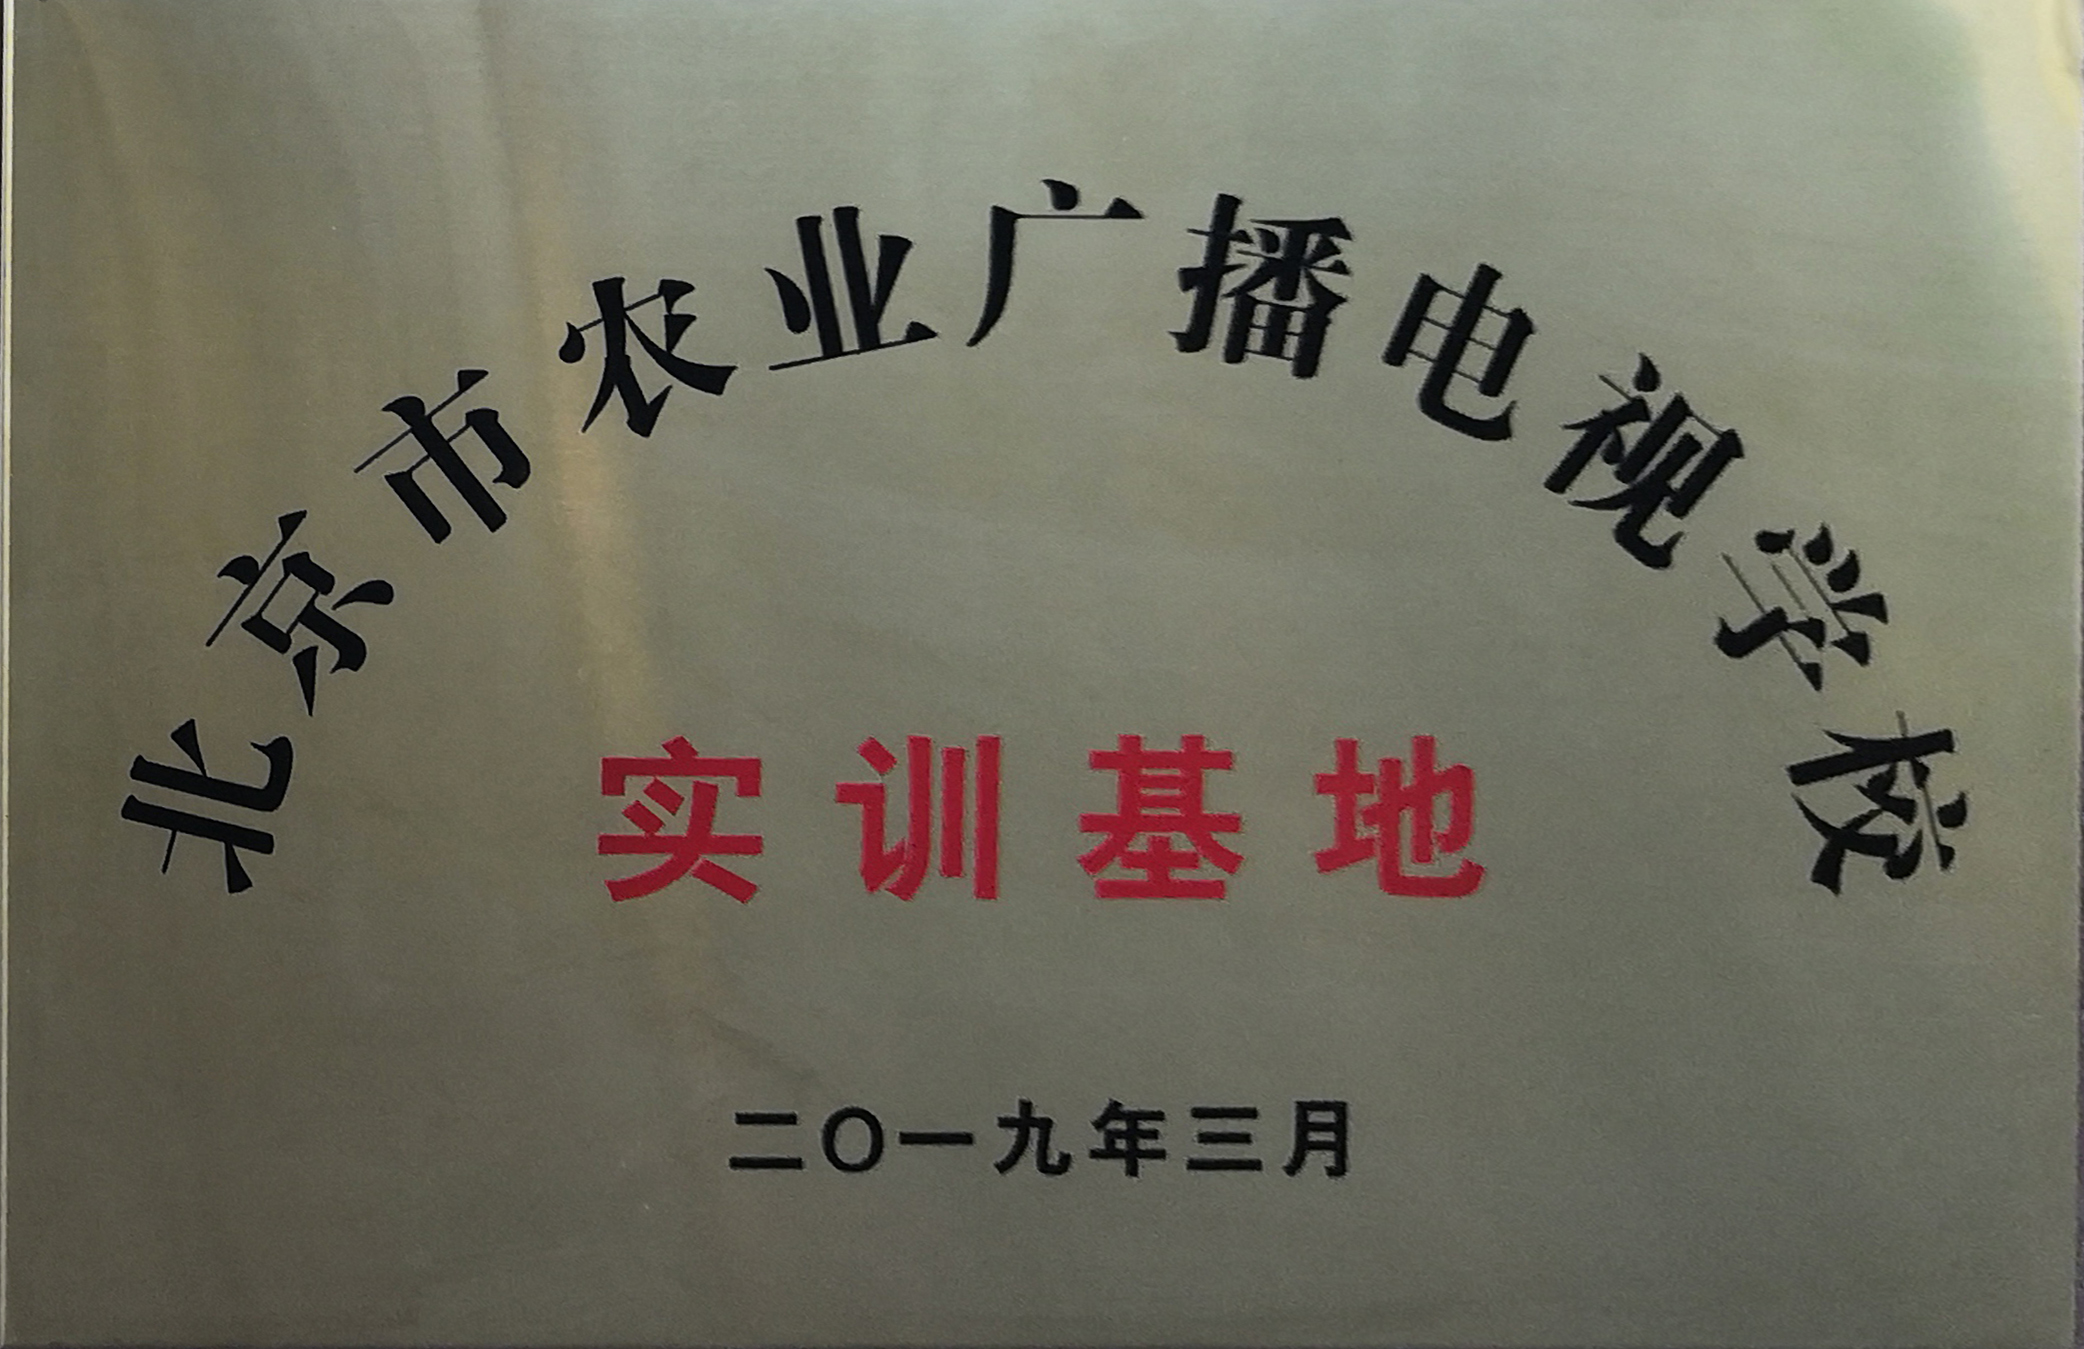 北京市农业广播电视学校
实训基地
二〇一九年三月